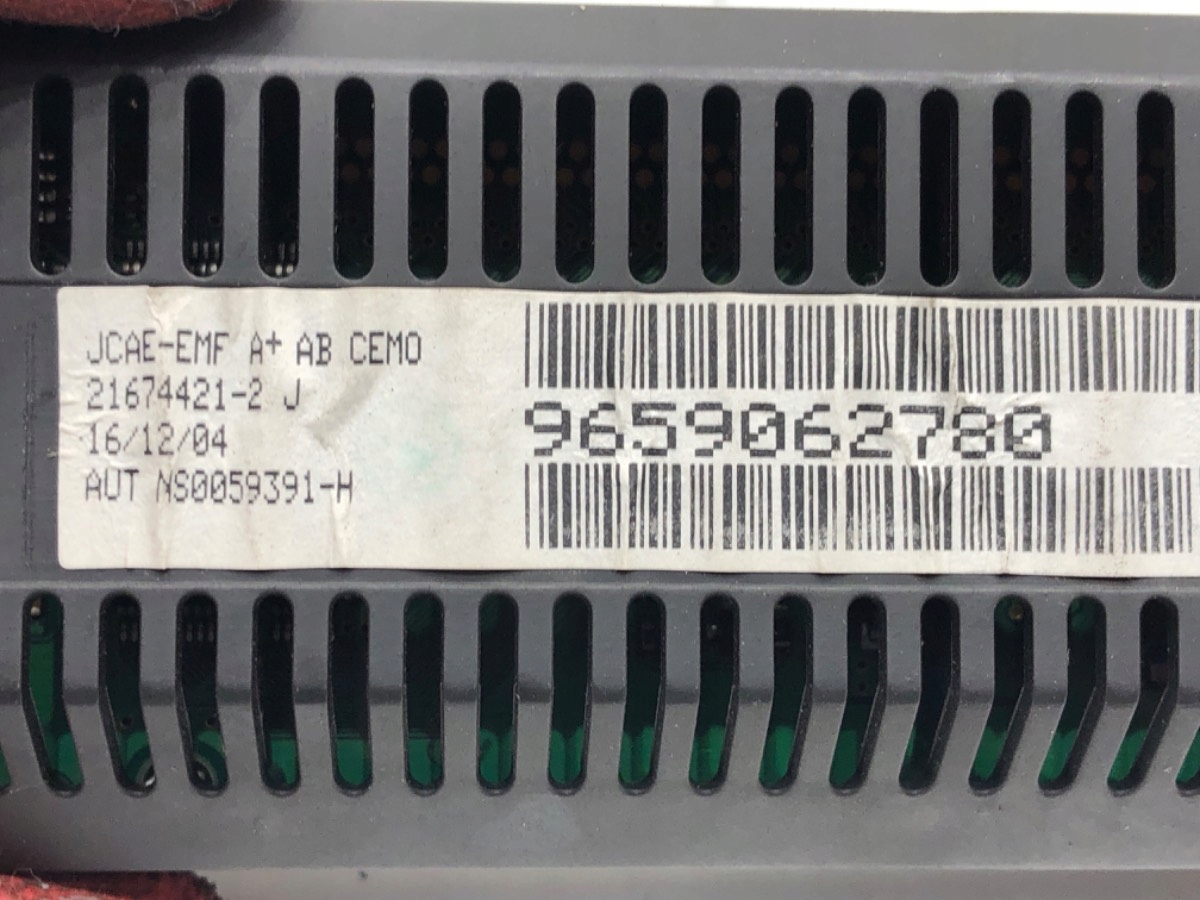 JCAE-EMF A+ AB CEMO
21674421-2 J
16/12/04
AUT NS0059391-H
9659062780